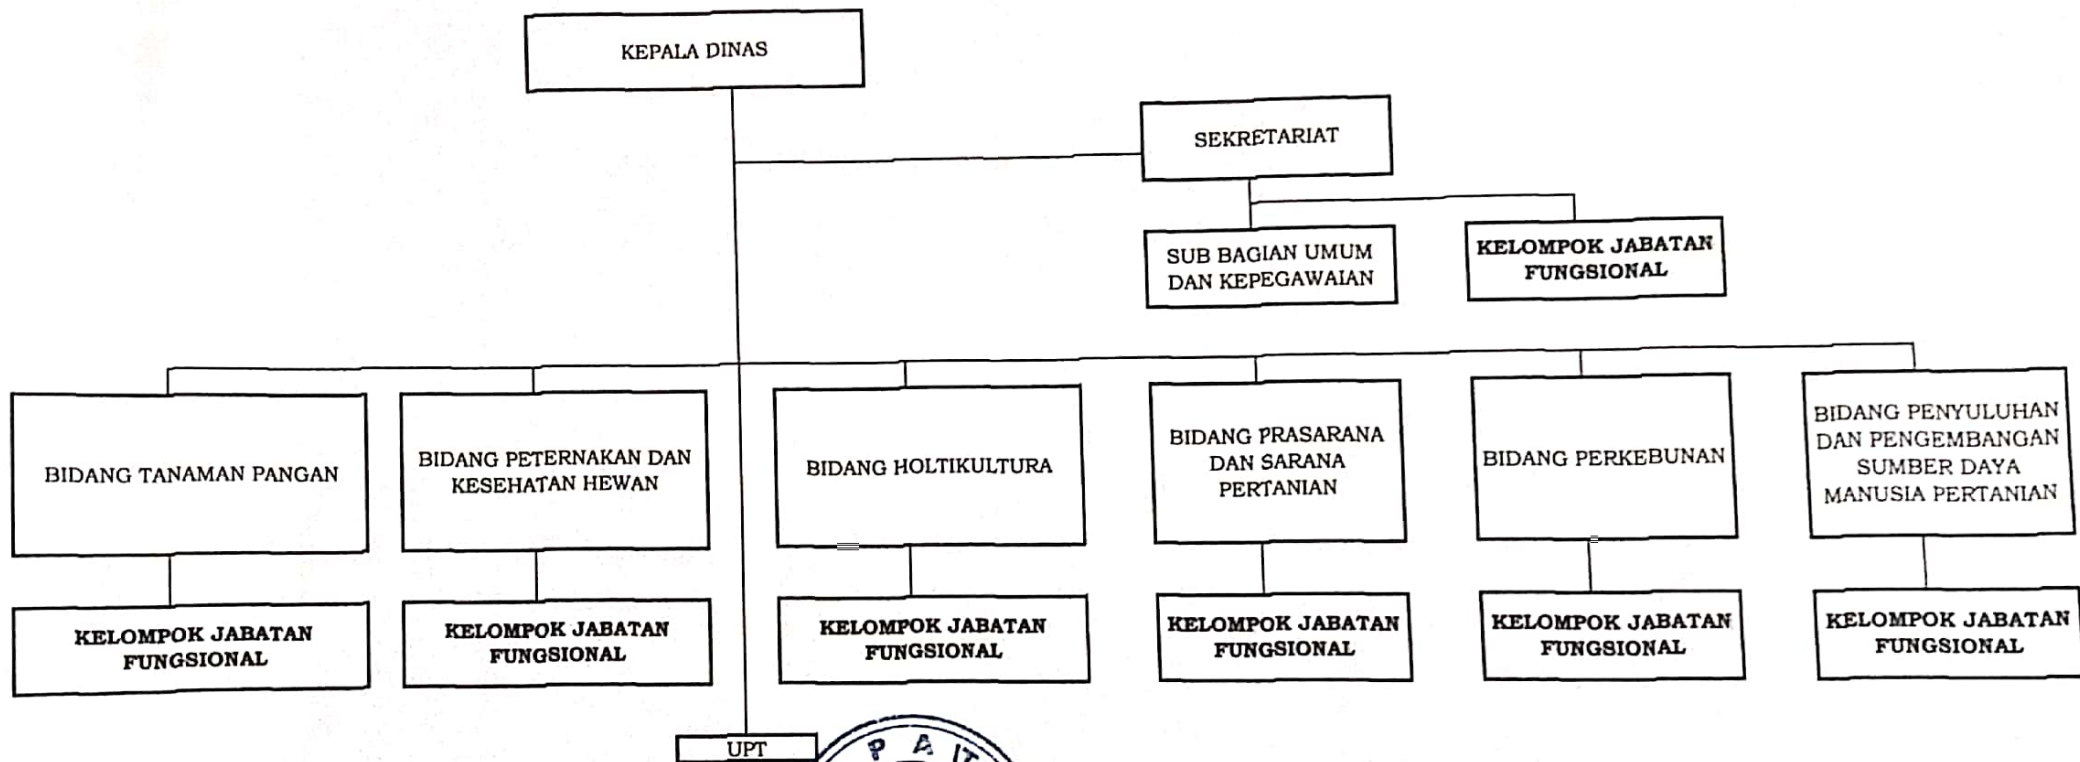 KEPALA DINAS
SEKRETARIAT
SUB BAGIAN UMUM
DAN KEPEGAWAIAN
KELOMPOK JABATAN
FUNGSIONAL
BIDANG TANAMAN PANGAN
BIDANG PETERNAKAN DAN
KESEHATAN HEWAN
BIDANG HOLTIKULTURA
BIDANG PRASARANA
DAN SARANA
PERTANIAN
BIDANG PERKEBUNAN
BIDANG PENYULUHAN
DAN PENGEMBANGAN
SUMBER DAYA
MANUSIA PERTANIAN
KELOMPOK JABATAN
FUNGSIONAL
KELOMPOK JABATAN
FUNGSIONAL
KELOMPOK JABATAN
FUNGSIONAL
KELOMPOK JABATAN
FUNGSIONAL
KELOMPOK JABATAN
FUNGSIONAL
KELOMPOK JABATAN
FUNGSIONAL
UPT